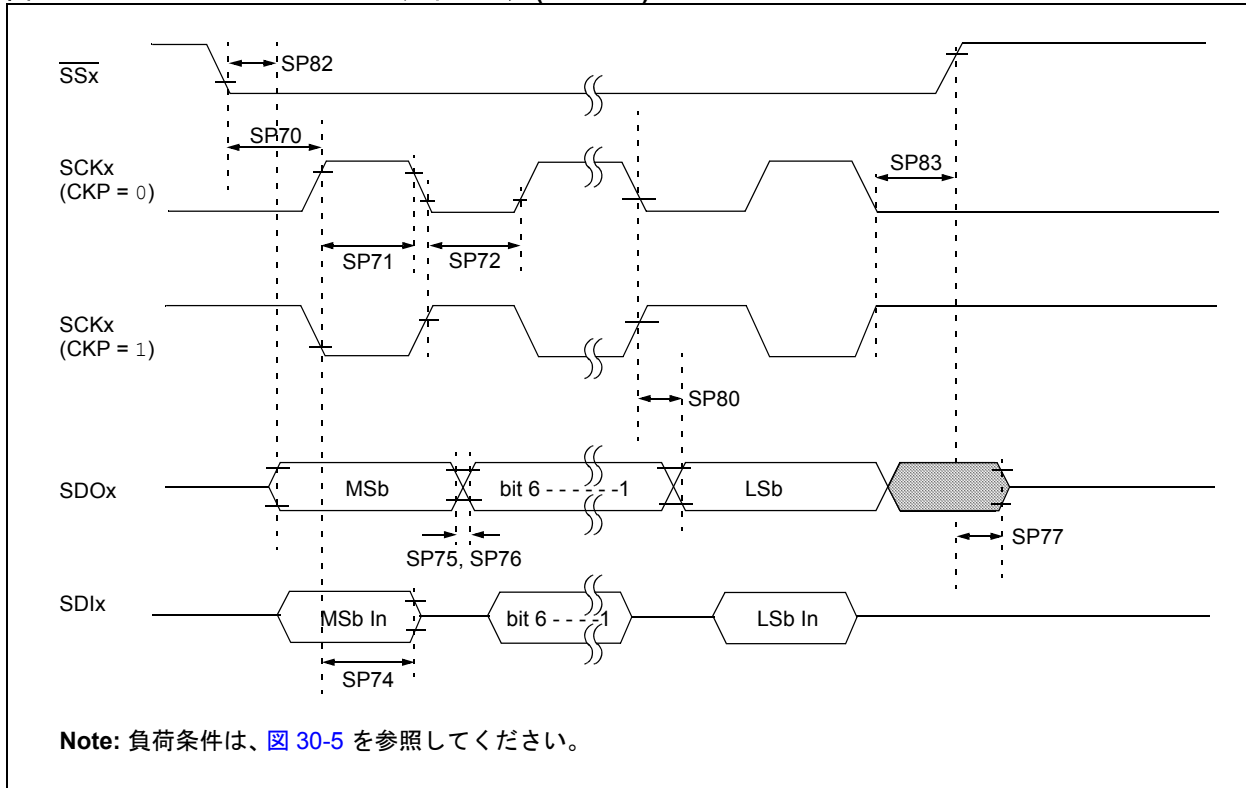 SSx
SP82
SP70
SCKx
(CKP = 0)
SP83
SP71
SP72
SCKx
(CKP = 1)
SP80
SDOx
MSb
bit 6 - - - - - -1
LSb
SP77
SP75, SP76
SDIx
MSb In
bit 6 - - - -1
LSb In
SP74
Note: 負荷条件は、図 30-5 を参照してください。